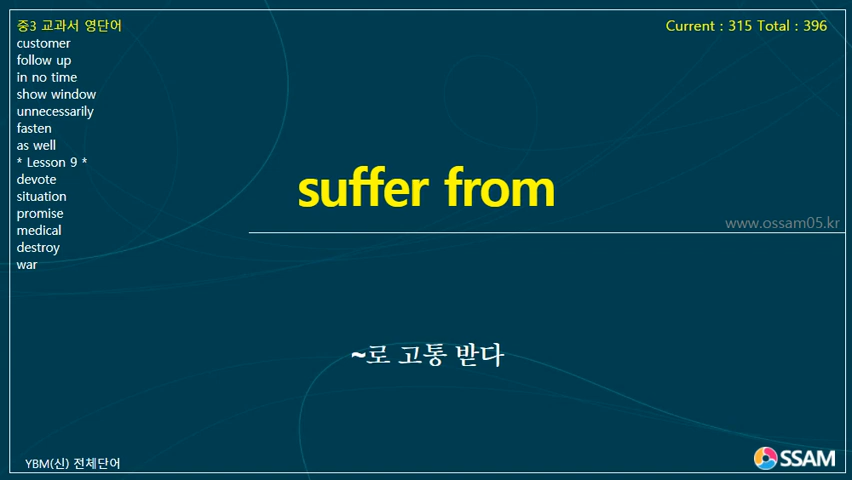 중3 교과서 영단어
Current : 315 Total : 396
customer
follow up
in no time
show window
unnecessarily
fasten
as well
* Lesson 9 *
devote
situation
promise
medical
destroy
war
suffer from
www.ossam05.kr
~로 고통 받다
YBM(신) 전체단어
OSSAM